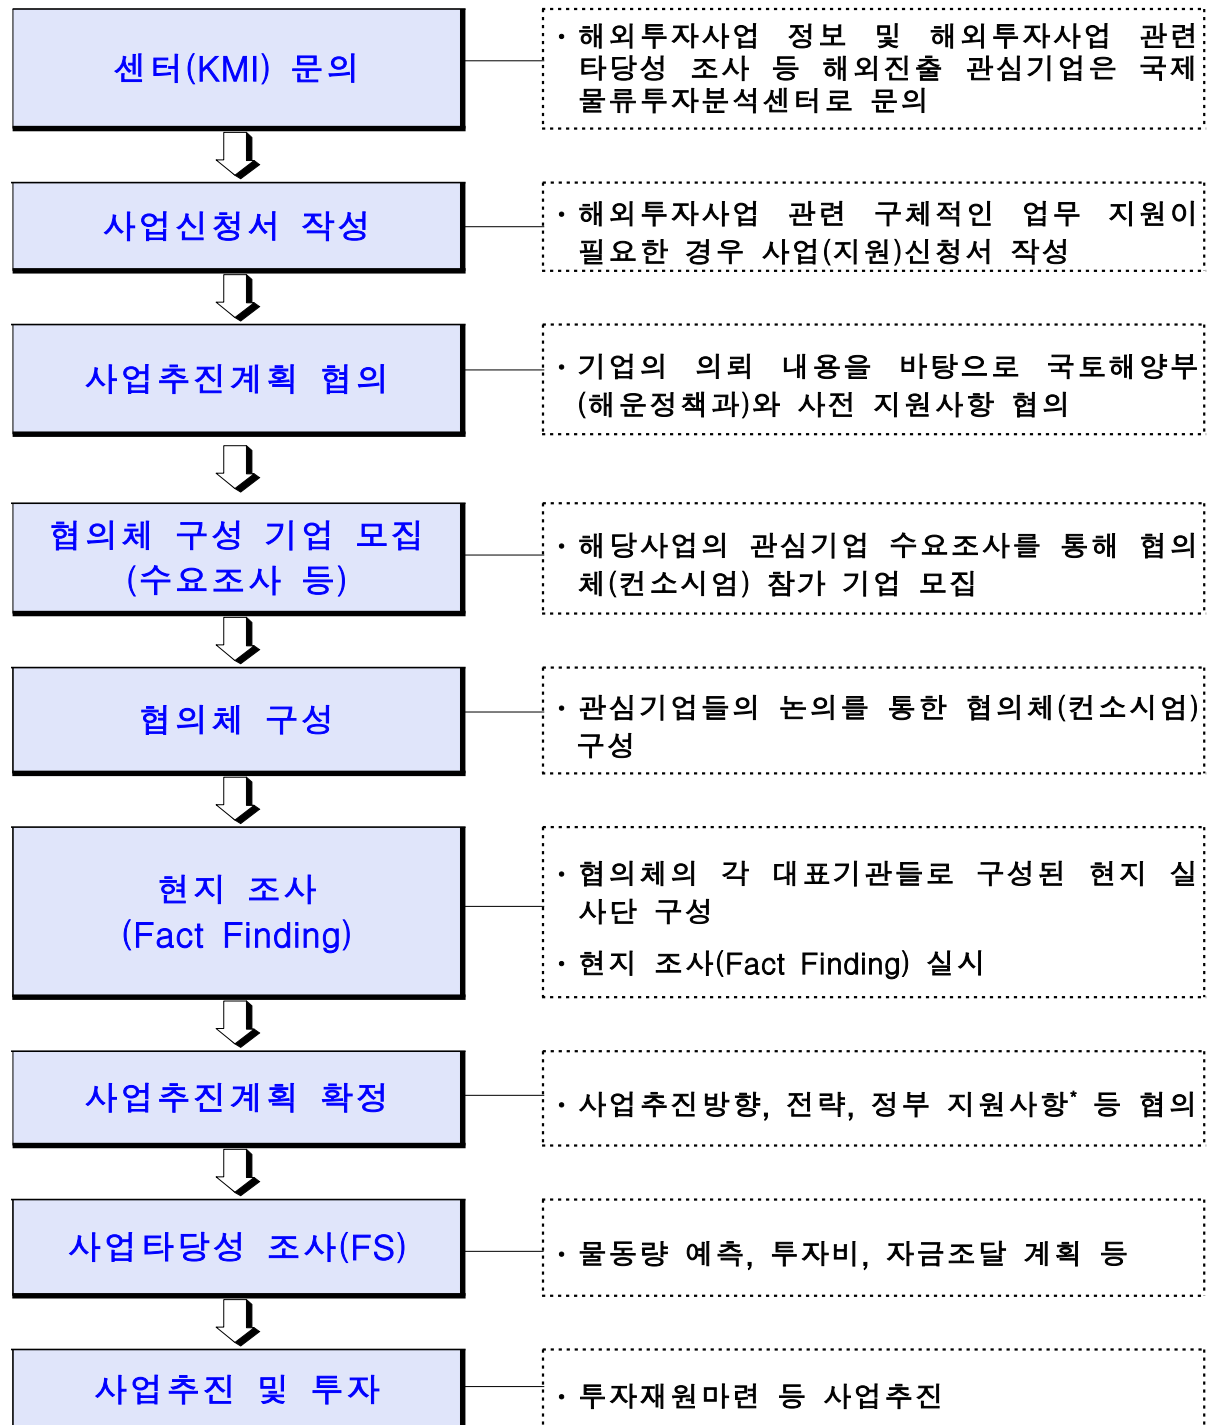 센터(KMI) 문의
· 해외투자사업 정보 및 해외투자사업 관련
타당성 조사 등 해외진출 관심기업은 국제
물류투자분석센터로 문의
사업신청서 작성
· 해외투자사업 관련 구체적인 업무 지원이
필요한 경우 사업(지원)신청서 작성
사업추진계획 협의
· 기업의 의뢰 내용을 바탕으로 국토해양부
(해운정책과)와 사전 지원사항 협의
협의체 구성 기업 모집
(수요조사 등)
· 해당사업의 관심기업 수요조사를 통해 협의
체(컨소시엄) 참가 기업 모집
협의체 구성
· 관심기업들의 논의를 통한 협의체(컨소시엄)
구성
현지 조사
(Fact Finding)
· 협의체의 각 대표기관들로 구성된 현지 실
사단 구성
· 현지 조사(Fact Finding) 실시
사업추진계획 확정
· 사업추진방향, 전략, 정부 지원사항* 등 협의
사업타당성 조사(FS)
· 물동량 예측, 투자비, 자금조달 계획 등
사업추진 및 투자
· 투자재원마련 등 사업추진